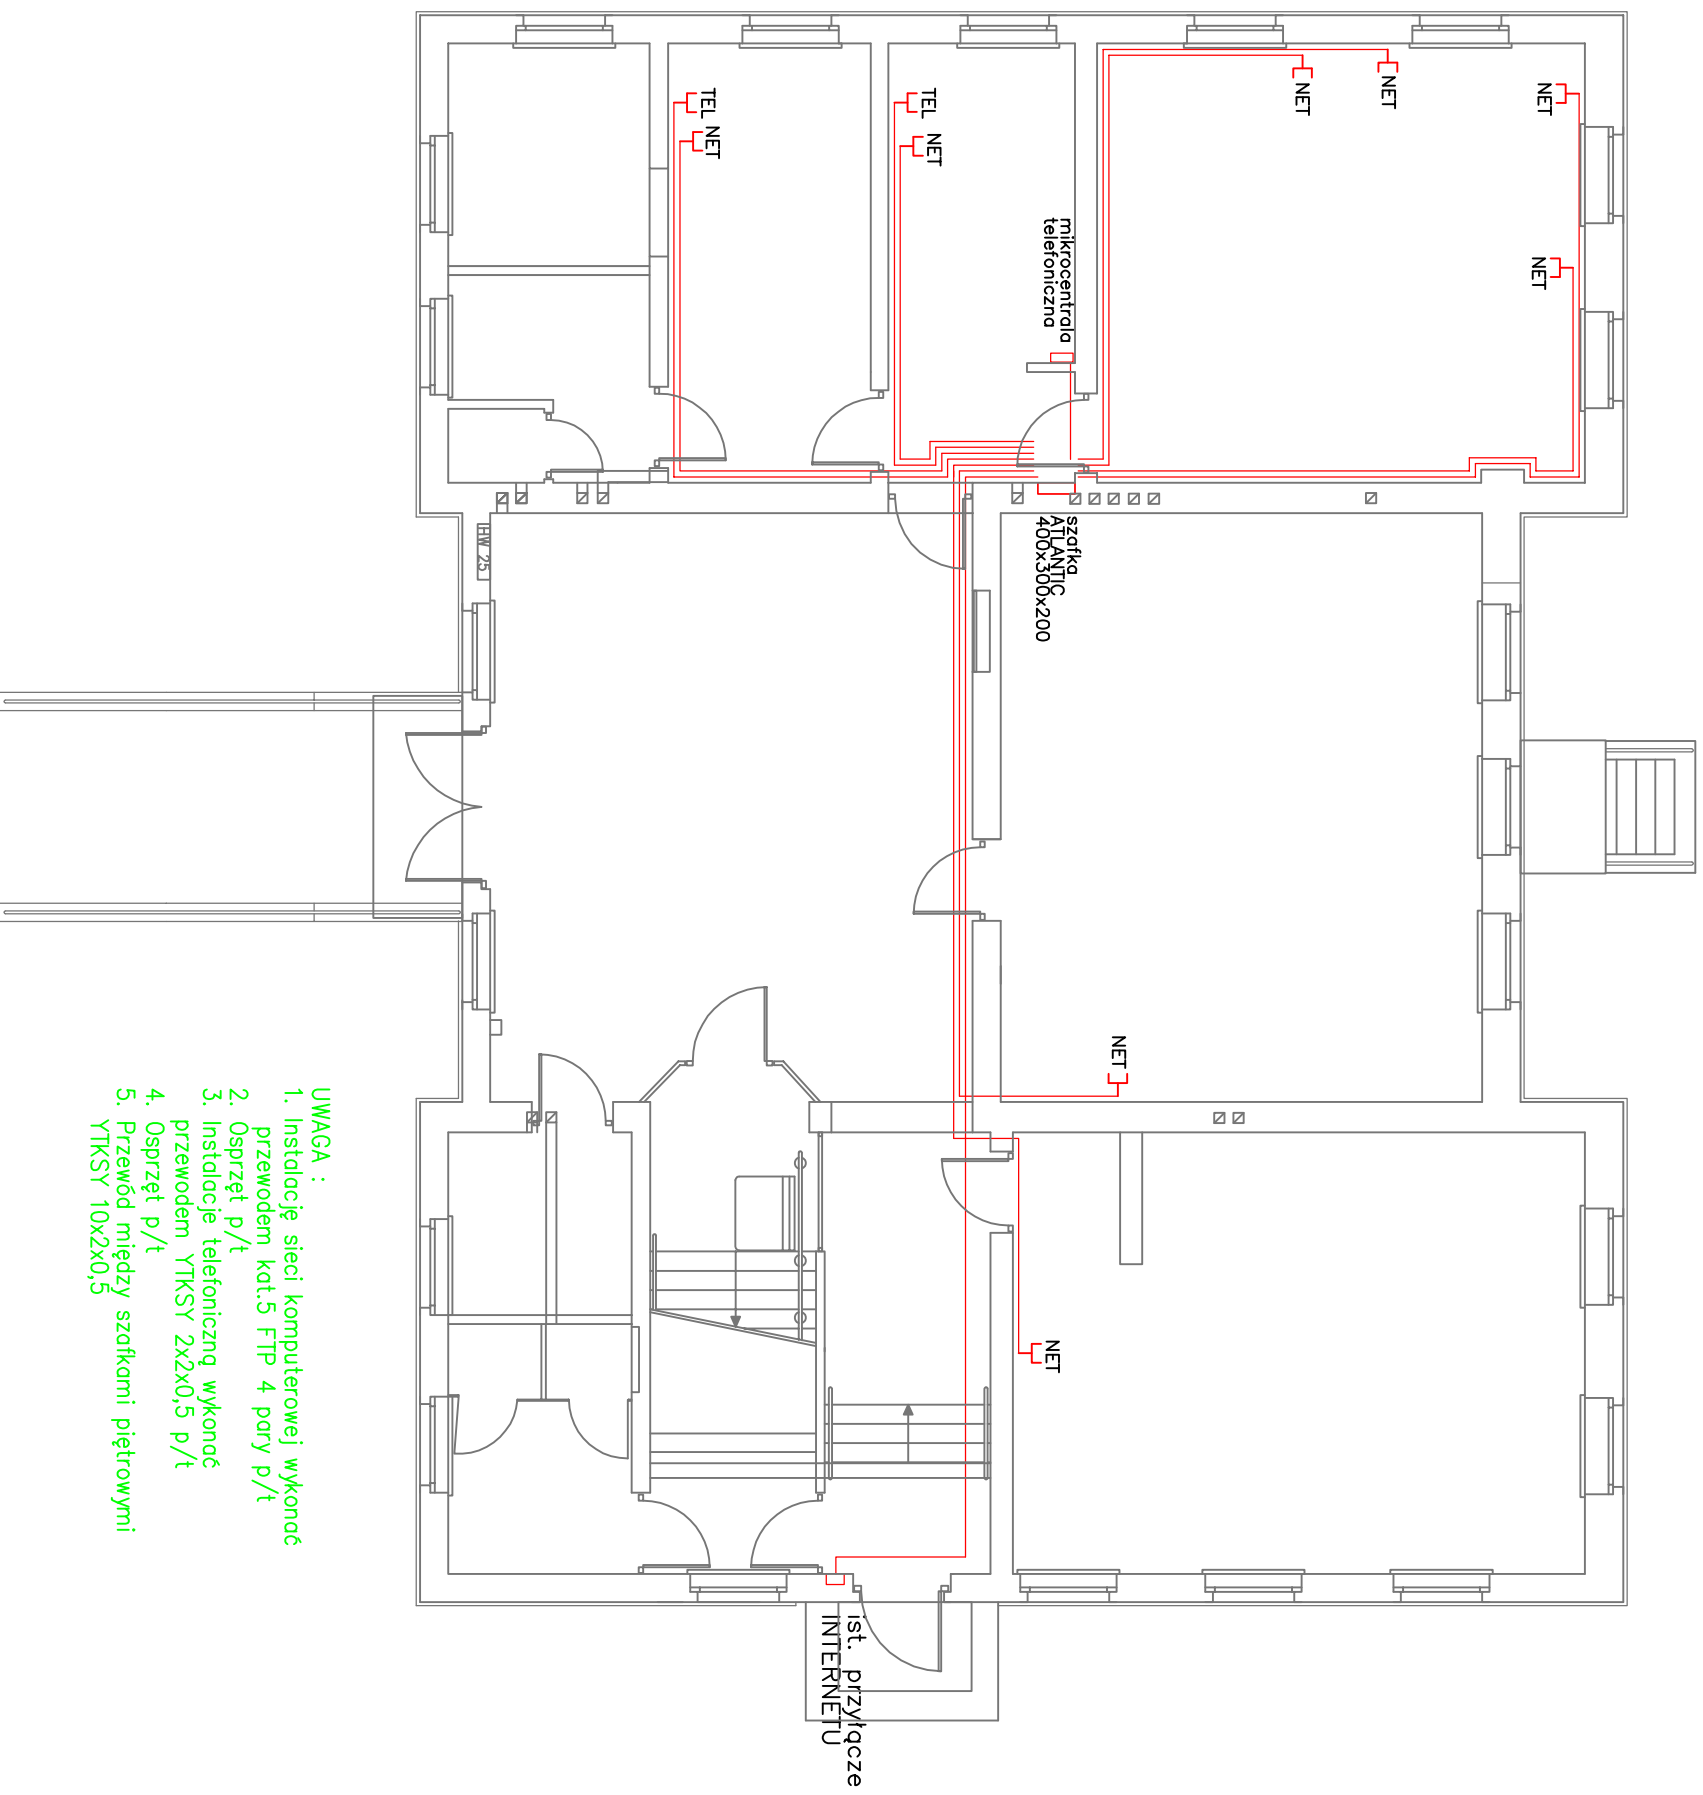 NET
NET
NET
NET
TEL
NET
TEL
NET
mikrocentrala
telefoniczna
szafka
ATLANTIC
400x300x200
HW 25
NET
NET
ist. przyłącze
INTERNETU
UWAGA :
1. Instalację sieci komputerowej wykonać
przewodem kat.5 FTP 4 pary p/t
2. Osprzęt p/t
3. Instalacje telefoniczną wykonać
przewodem YTKSY 2x2x0,5 p/t
4. Osprzęt p/t
5. Przewód między szafkami piętrowymi
YTKSY 10x2x0,5